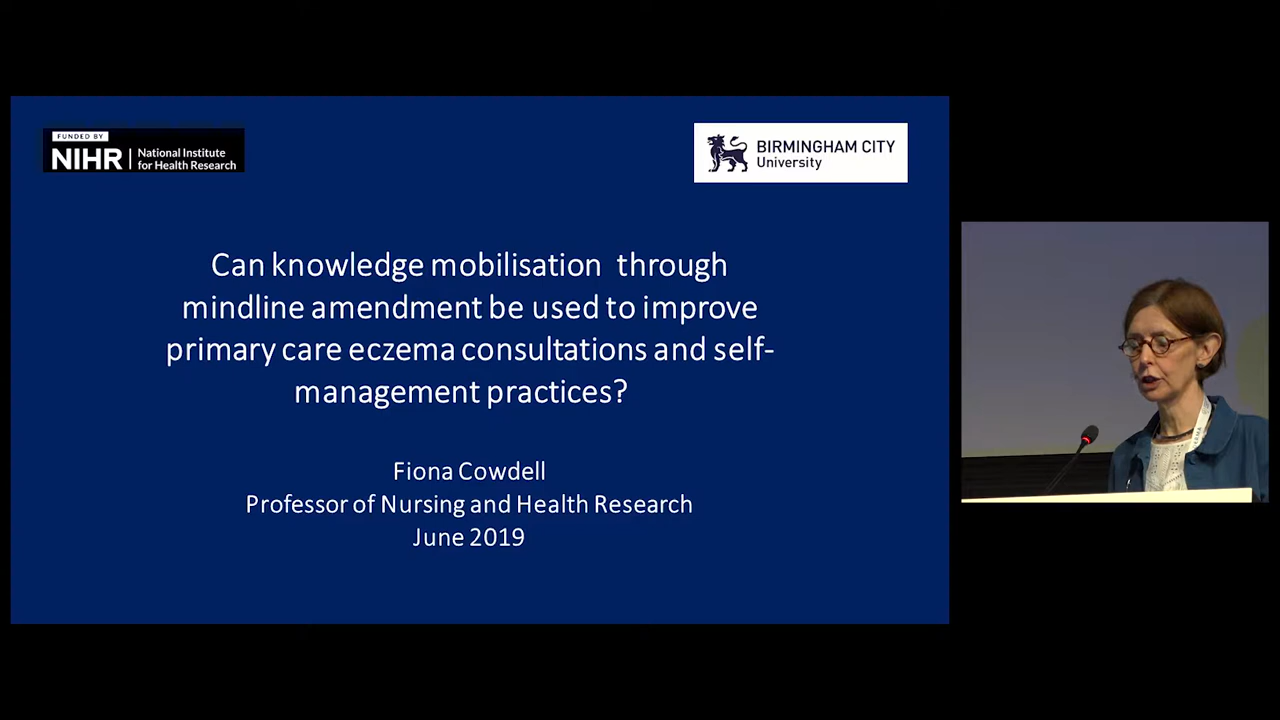 FUNDED BY
NIHR | National Institute
for Health Research
BIRMINGHAM CITY
University
Can knowledge mobilisation through
mindline amendment be used to improve
primary care eczema consultations and self-
management practices?
Fiona Cowdell
Professor of Nursing and Health Research
June 2019